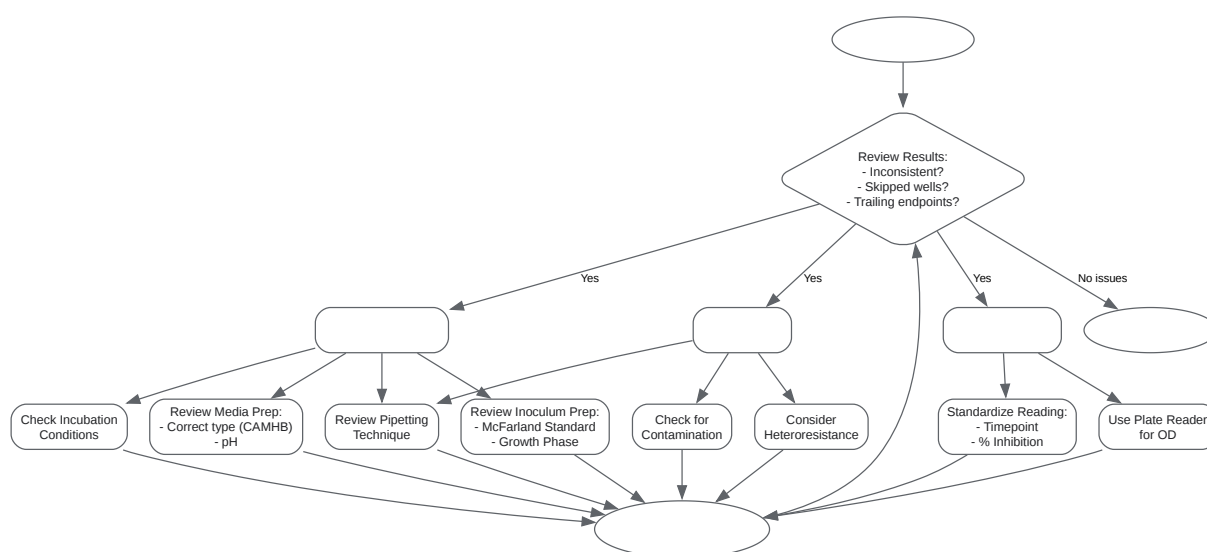 Review Results:
- Inconsistent?
- Skipped wells?
- Trailing endpoints?
Yes
Yes
Yes
No issues
Check Incubation
Conditions
Review Media Prep:
- Correct type (CAMHB)
- pH
Review Pipetting
Technique
Review Inoculum Prep:
- McFarland Standard
- Growth Phase
Check for
Contamination
Consider
Heteroresistance
Standardize Reading:
- Timepoint
- % Inhibition
Use Plate Reader
for OD